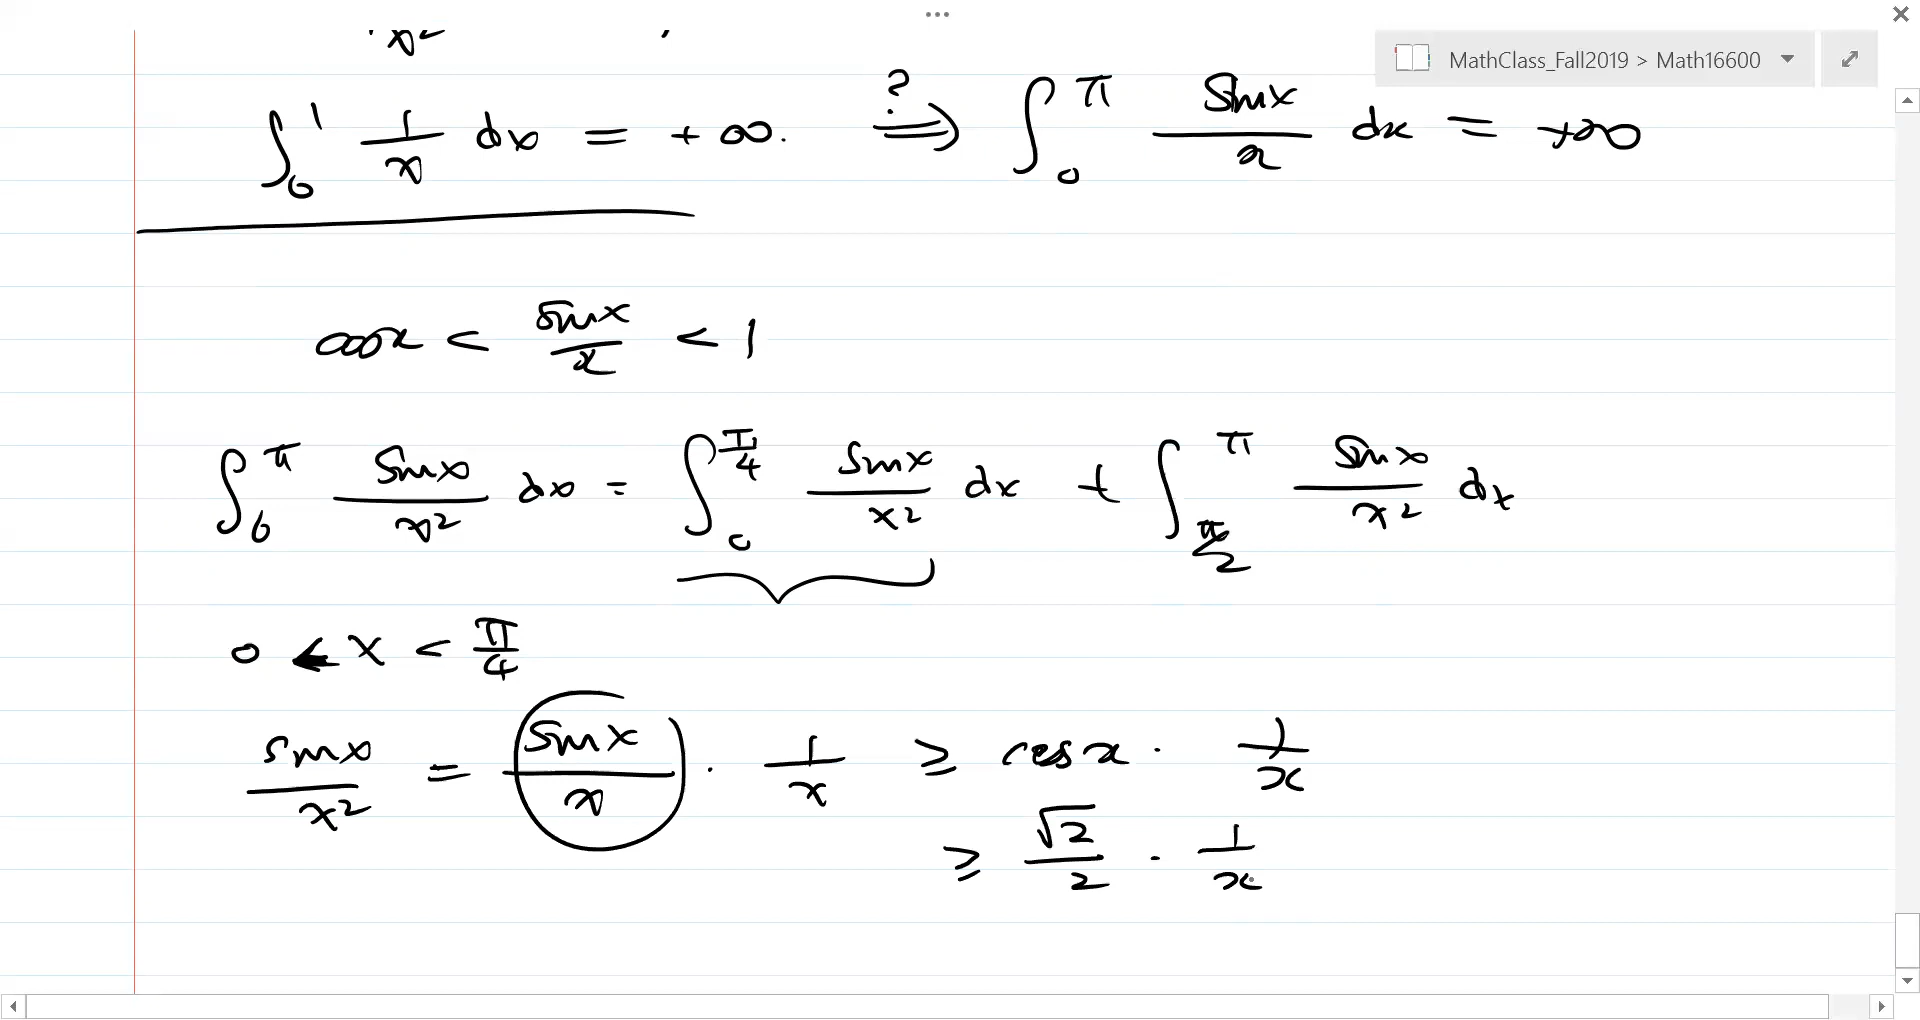 MathClass_Fall2019 > Math16600
∫₀¹ 1/x dx = +∞. ?⟹ ∫₀^π sinx/x dx = +∞
cosx < sinx/x < 1
∫₀^π sinx/x² dx = ∫₀^(π/4) sinx/x² dx + ∫_(π/2)^π sinx/x² dx
0 < x < π/4
sinx/x² = sinx/x · 1/x ≥ cosx · 1/x
≥ √2/2 · 1/x